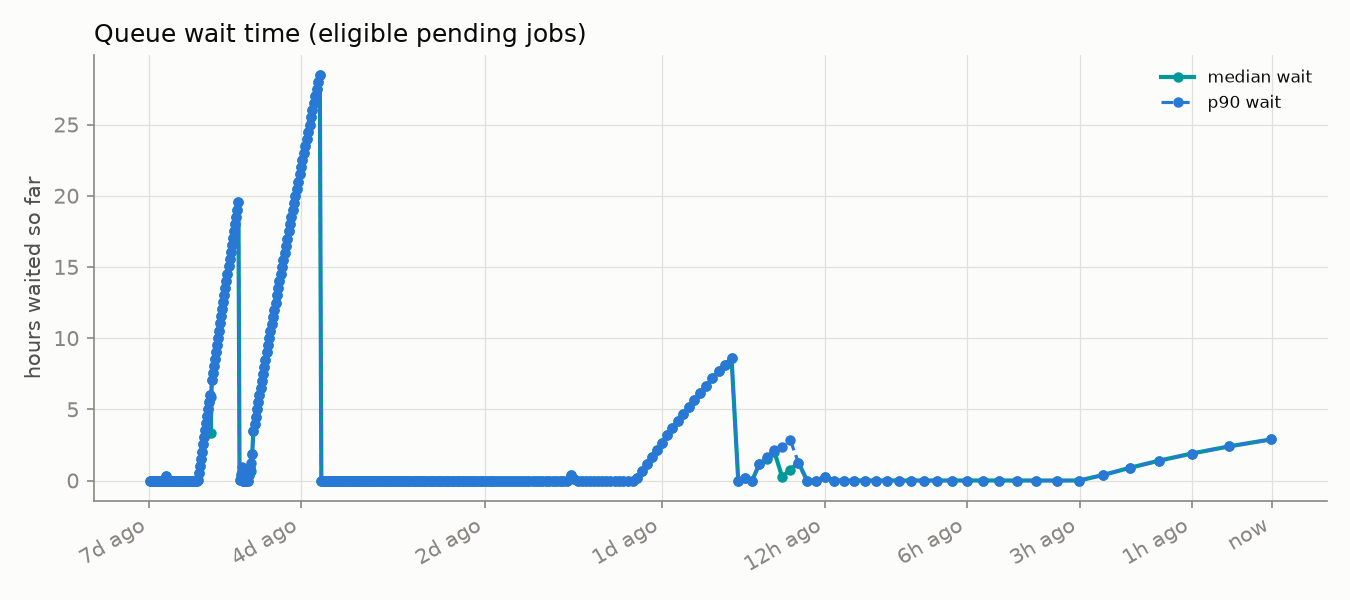 Queue wait time (eligible pending jobs)
median wait
p90 wait
hours waited so far
25
20
15
10
5
0
7d ago
4d ago
2d ago
1d ago
12h ago
6h ago
3h ago
1h ago
now